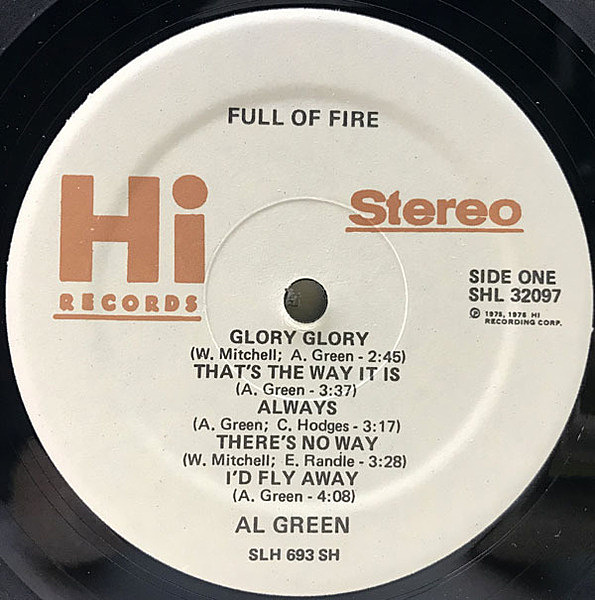 FULL OF FIRE
Hi
RECORDS
Stereo
SIDE ONE
SHL 32097
℗ 1975, 1976 HI
RECORDING CORP.
GLORY GLORY
(W. Mitchell; A. Green - 2:45)
THAT'S THE WAY IT IS
(A. Green - 3:37)
ALWAYS
(A. Green; C. Hodges - 3:17)
THERE'S NO WAY
(W. Mitchell; E. Randle - 3:28)
I'D FLY AWAY
(A. Green - 4:08)
AL GREEN
SLH 693 SH